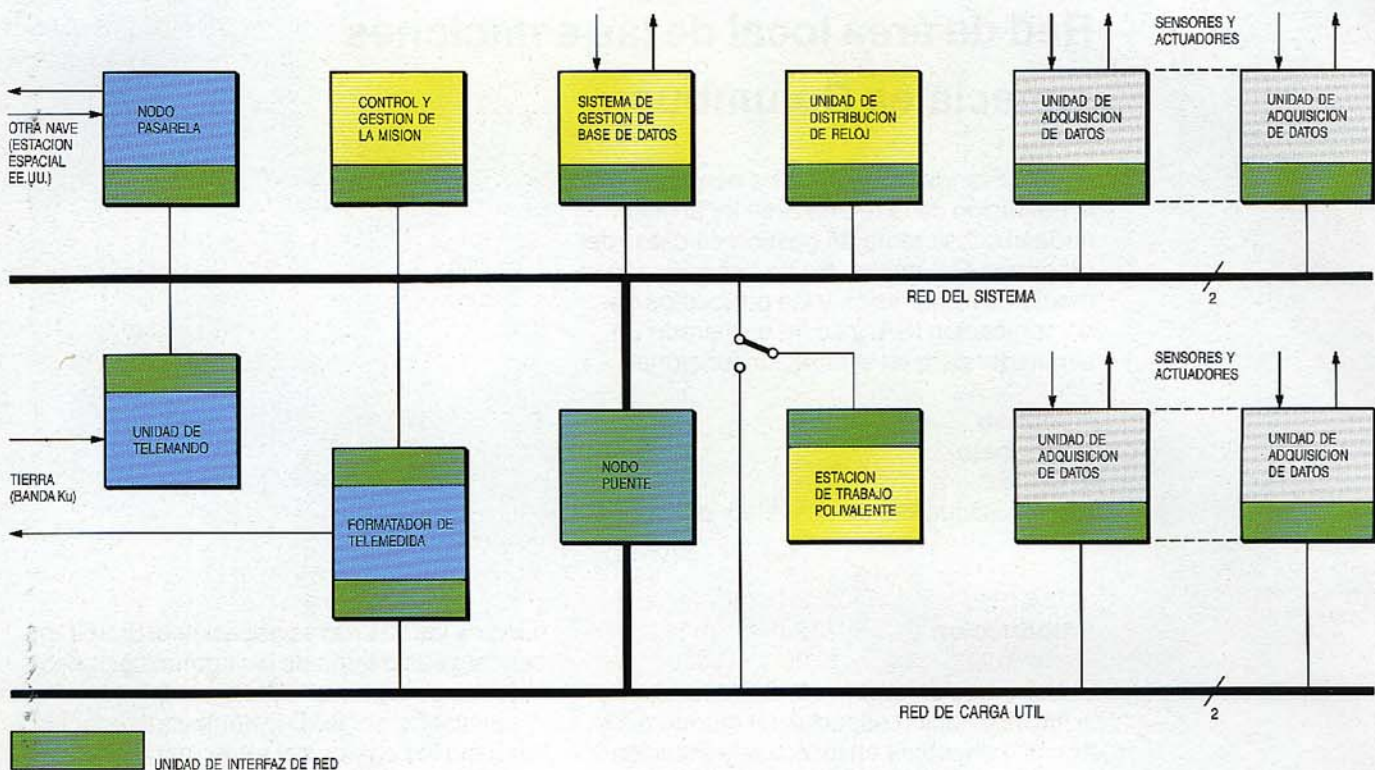 SENSORES Y
ACTUADORES
NODO
PASARELA
CONTROL Y
GESTION DE
LA MISION
SISTEMA DE
GESTION DE
BASE DE DATOS
UNIDAD DE
DISTRIBUCION
DE RELOJ
UNIDAD DE
ADQUISICION
DE DATOS
UNIDAD DE
ADQUISICION
DE DATOS
OTRA NAVE
(ESTACION
ESPACIAL
EE.UU.)
RED DEL SISTEMA
2
SENSORES Y
ACTUADORES
UNIDAD DE
TELEMANDO
NODO
PUENTE
ESTACION
DE TRABAJO
POLIVALENTE
UNIDAD DE
ADQUISICION
DE DATOS
UNIDAD DE
ADQUISICION
DE DATOS
TIERRA
(BANDA Ku)
FORMATADOR DE
TELEMEDIDA
RED DE CARGA UTIL
2
UNIDAD DE INTERFAZ DE RED